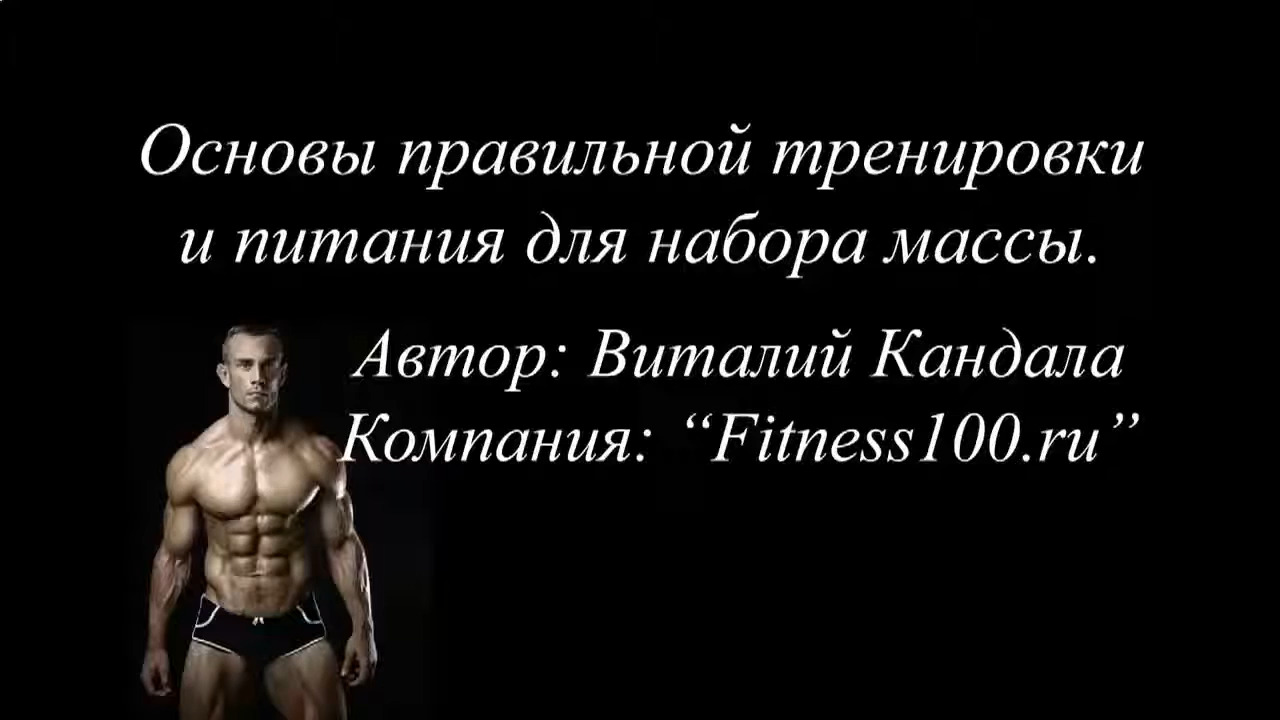 Основы правильной тренировки
и питания для набора массы.
Автор: Виталий Кандала
Компания: “Fitness100.ru”